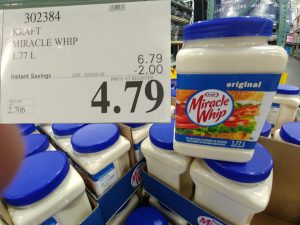 302384
KRAFT
MIRACLE WHIP
1.77 L
6.79
Instant Savings
-2.00
4.79
2.706
original
KRAFT
Miracle
Whip